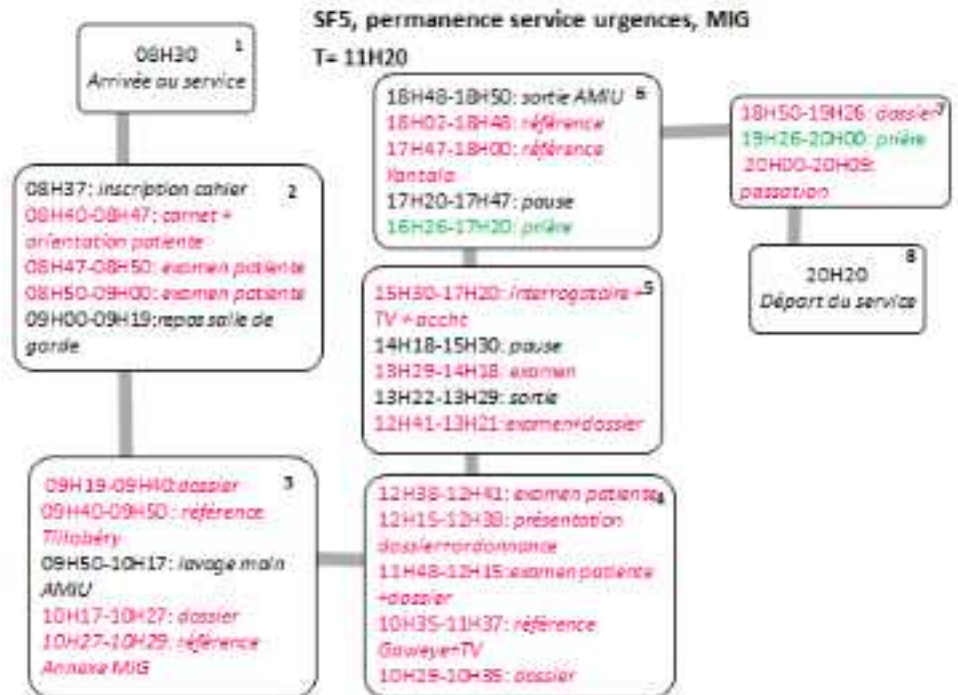 SF5, permanence service urgences, MIG
T= 11H20
1
08H30
Arrivée au service
2
08H37: inscription cahier
08H40-08H47: carnet +
orientation patiente
08H47-08H50: examen patiente
08H50-09H00: examen patiente
09H00-09H19:repas salle de
garde
3
09H19-09H40:dossier
09H40-09H50: référence
Tillabéry
09H50-10H17: lavage main
AMIU
10H17-10H27: dossier
10H27-10H29: référence
Annexe MIG
4
12H38-12H41: examen patiente
12H15-12H38: présentation
dossier+ordonnance
11H48-12H15:examen patiente
+dossier
10H35-11H37: référence
Gaweye+TV
10H29-10H35: dossier
5
15H30-17H20: interrogatoire +
TV + accht
14H18-15H30: pause
13H29-14H18: examen
13H22-13H29: sortie
12H41-13H21:examen+dossier
6
18H48-18H50: sortie AMIU
18H02-18H48: référence
17H47-18H00: référence
Yantala
17H20-17H47: pause
16H26-17H20: prière
7
18H50-19H26: dossier
19H26-20H00: prière
20H00-20H09:
passation
8
20H20
Départ du service